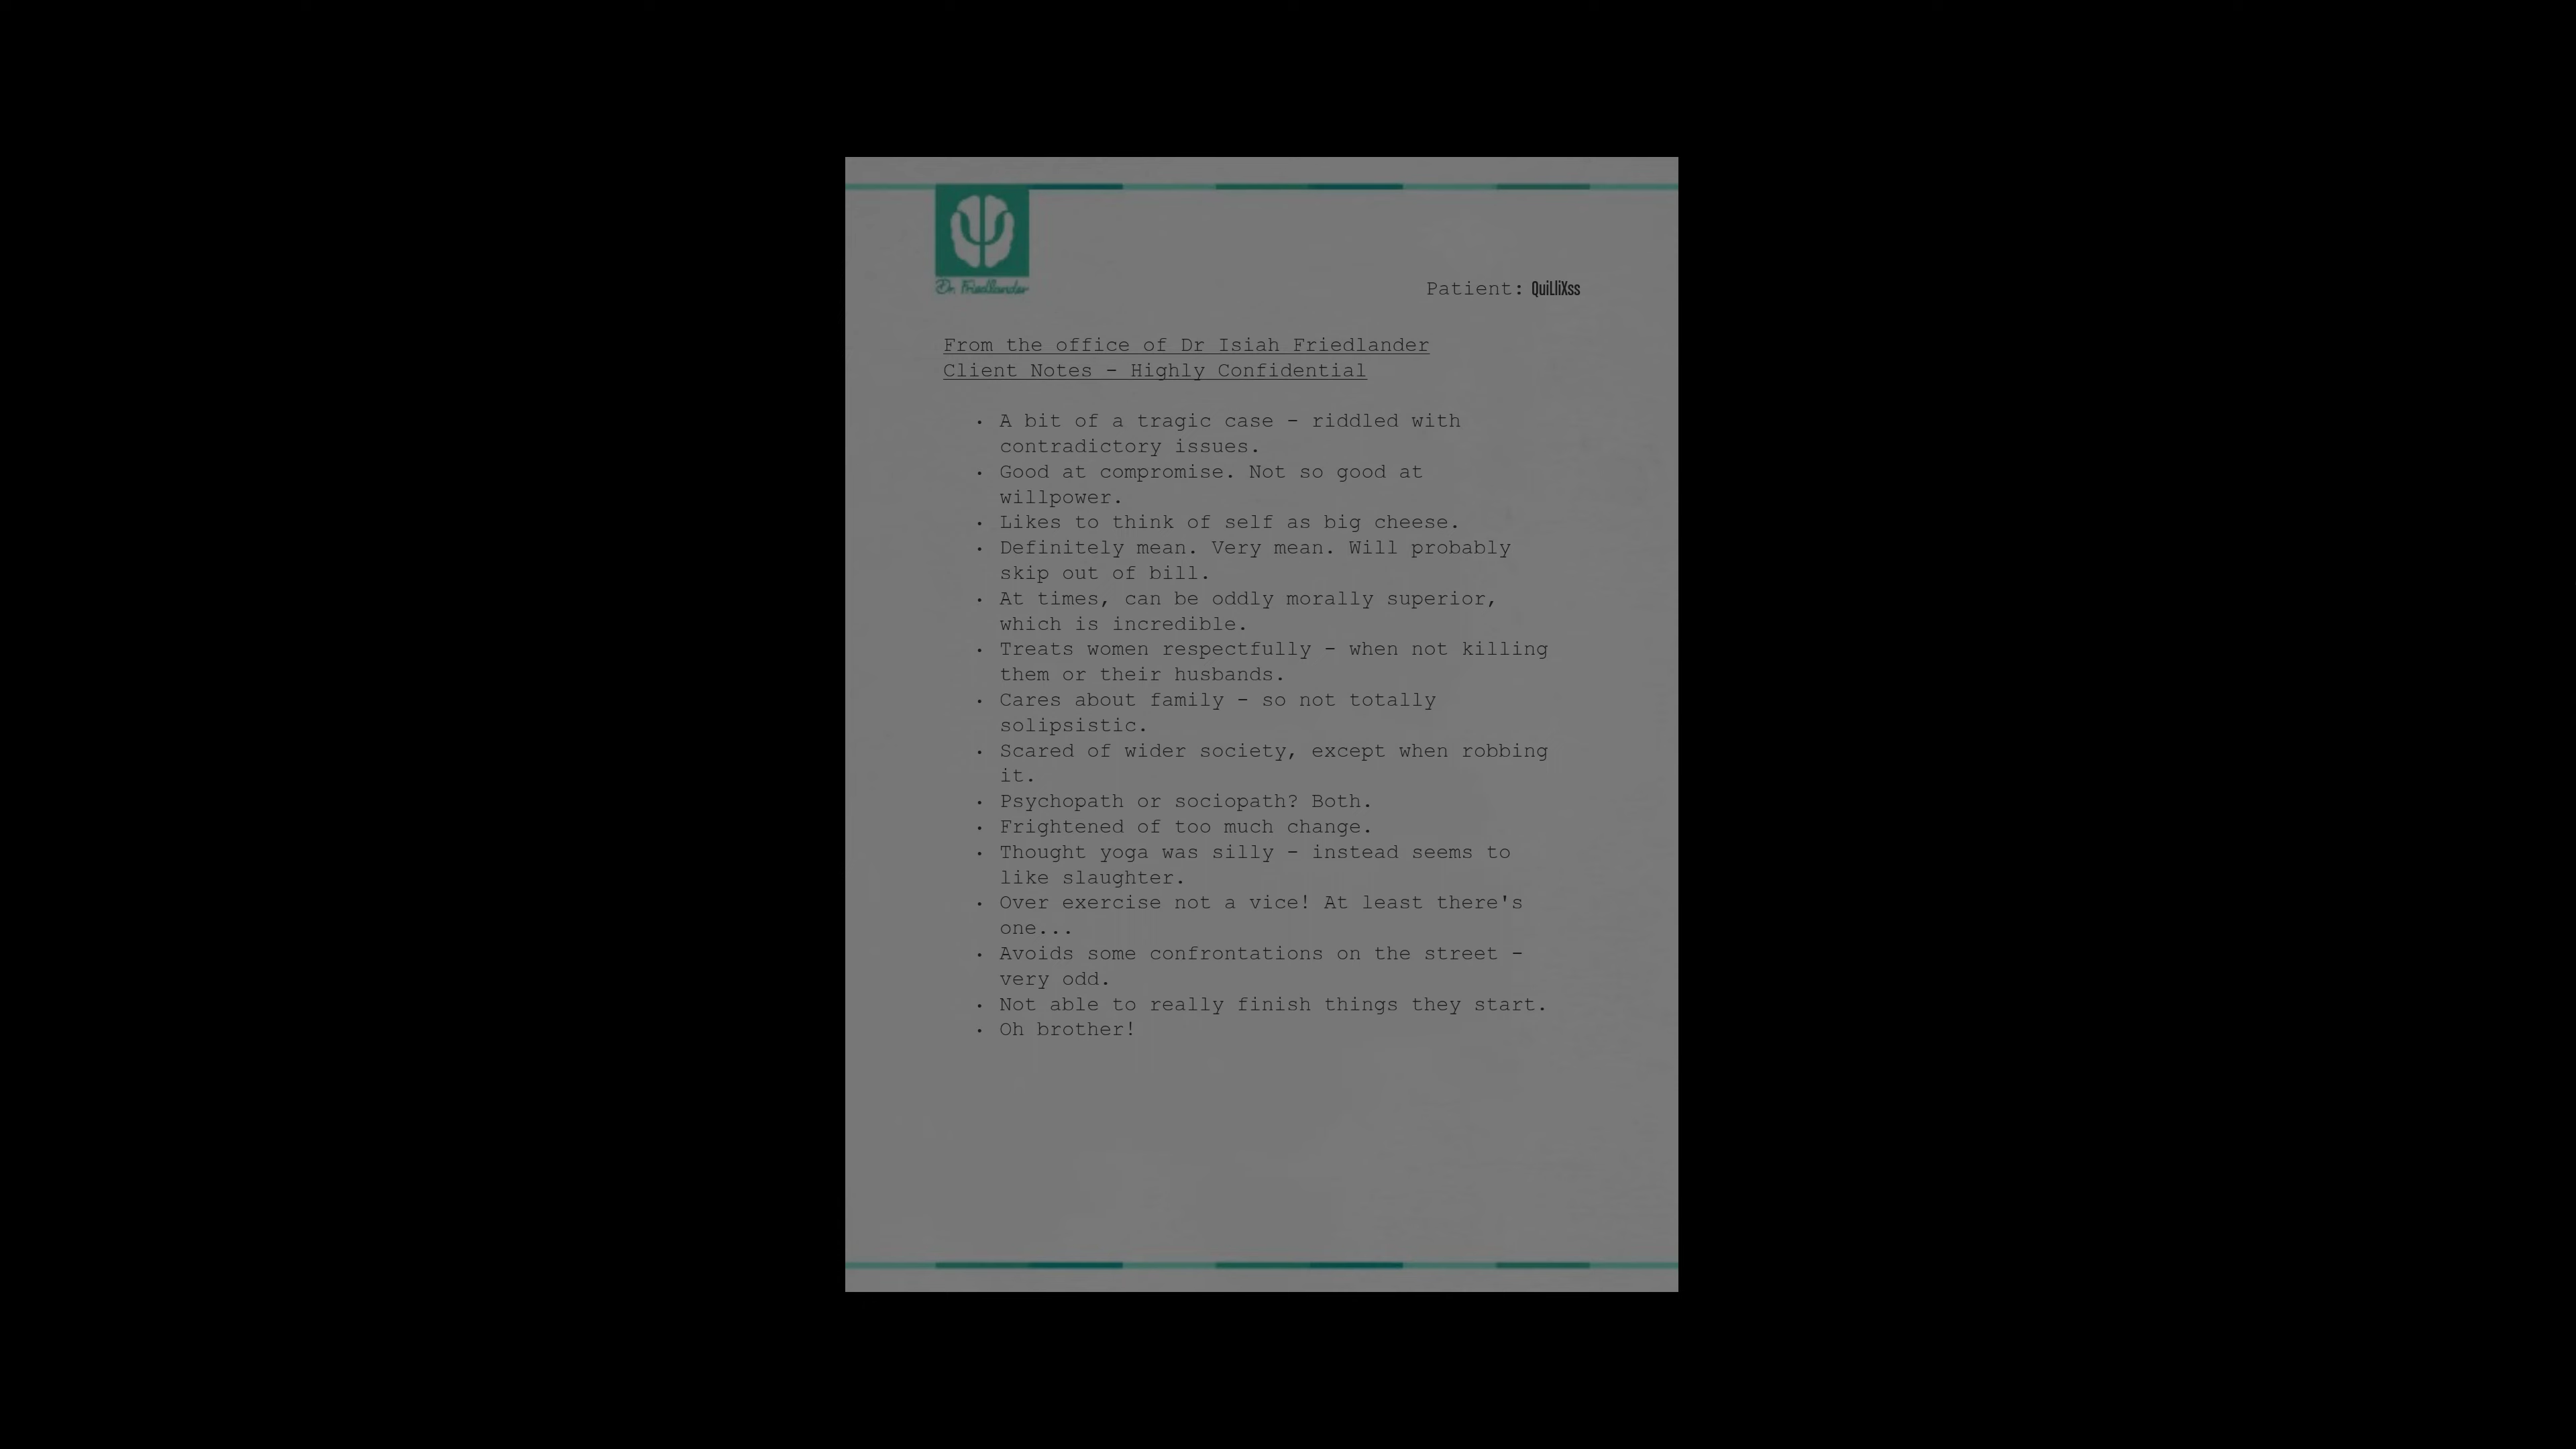 Dr. Friedlander
Patient: QuiLliXss
From the office of Dr Isiah Friedlander
Client Notes - Highly Confidential
· A bit of a tragic case - riddled with
contradictory issues.
· Good at compromise. Not so good at
willpower.
· Likes to think of self as big cheese.
· Definitely mean. Very mean. Will probably
skip out of bill.
· At times, can be oddly morally superior,
which is incredible.
· Treats women respectfully - when not killing
them or their husbands.
· Cares about family - so not totally
solipsistic.
· Scared of wider society, except when robbing
it.
· Psychopath or sociopath? Both.
· Frightened of too much change.
· Thought yoga was silly - instead seems to
like slaughter.
· Over exercise not a vice! At least there's
one...
· Avoids some confrontations on the street -
very odd.
· Not able to really finish things they start.
· Oh brother!